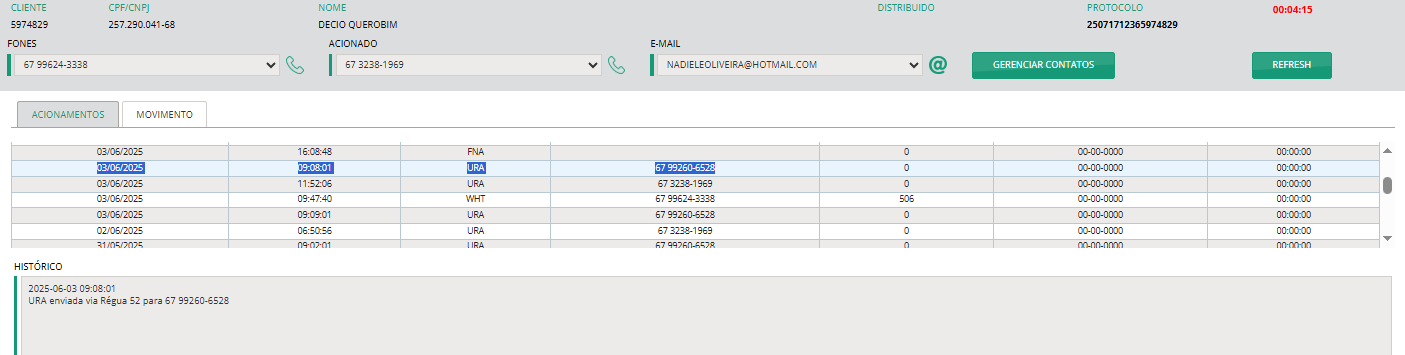 CLIENTE CPF/CNPJ NOME DISTRIBUIDO PROTOCOLO 00:04:15
5974829 257.290.041-68 DECIO QUEROBIM 25071712365974829
FONES ACIONADO E-MAIL
67 99624-3338 67 3238-1969 NADIELEOLIVEIRA@HOTMAIL.COM @ GERENCIAR CONTATOS REFRESH
ACIONAMENTOS MOVIMENTO
03/06/2025 16:08:48 FNA 0 00-00-0000 00:00:00
03/06/2025 09:08:01 URA 67 99260-6528 0 00-00-0000 00:00:00
03/06/2025 11:52:06 URA 67 3238-1969 0 00-00-0000 00:00:00
03/06/2025 09:47:40 WHT 67 99624-3338 506 00-00-0000 00:00:00
03/06/2025 09:09:01 URA 67 99260-6528 0 00-00-0000 00:00:00
02/06/2025 06:50:56 URA 67 3238-1969 0 00-00-0000 00:00:00
31/05/2025 09:02:01 URA 67 99260-6528 0 00-00-0000 00:00:00
HISTÓRICO
2025-06-03 09:08:01
URA enviada via Régua 52 para 67 99260-6528